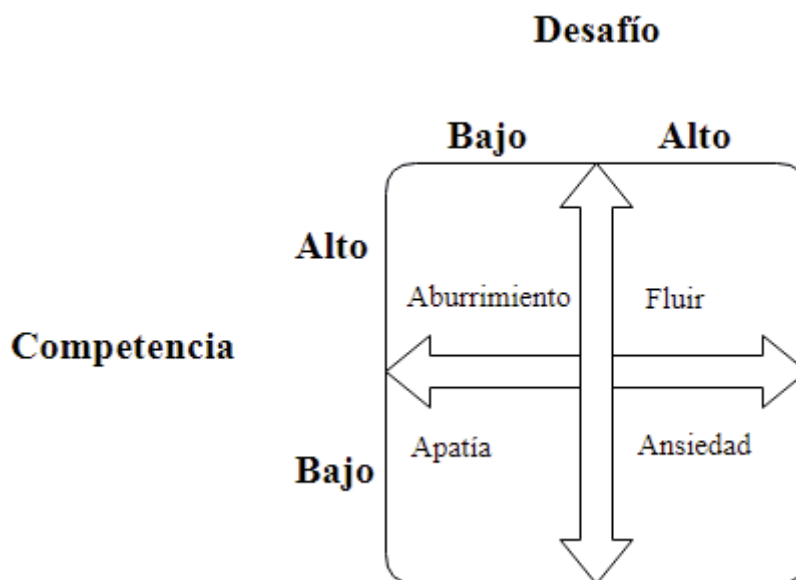 Desafío
Bajo Alto
Alto
Aburrimiento Fluir
Competencia
Apatía Ansiedad
Bajo